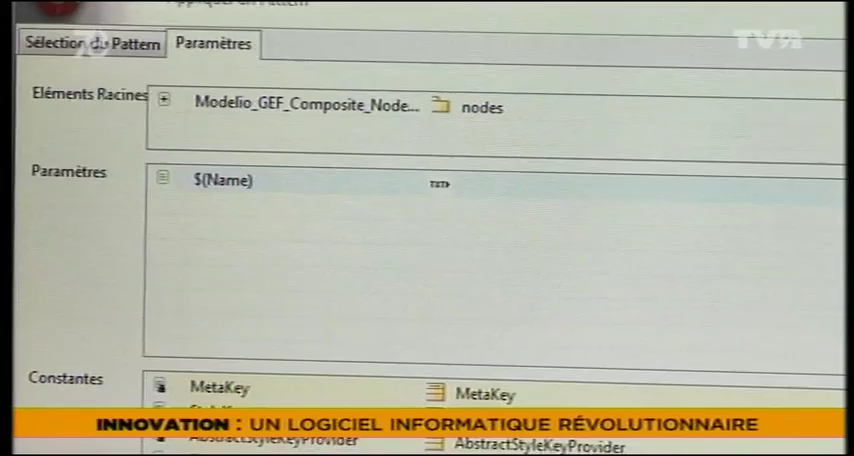 TVR
Sélection du Pattern Paramètres
Eléments Racines
Modelio_GEF_Composite_Node... nodes
Paramètres
$(Name)
Constantes
MetaKey MetaKey
INNOVATION : UN LOGICIEL INFORMATIQUE RÉVOLUTIONNAIRE
AbstractStyleKeyProvider AbstractStyleKeyProvider